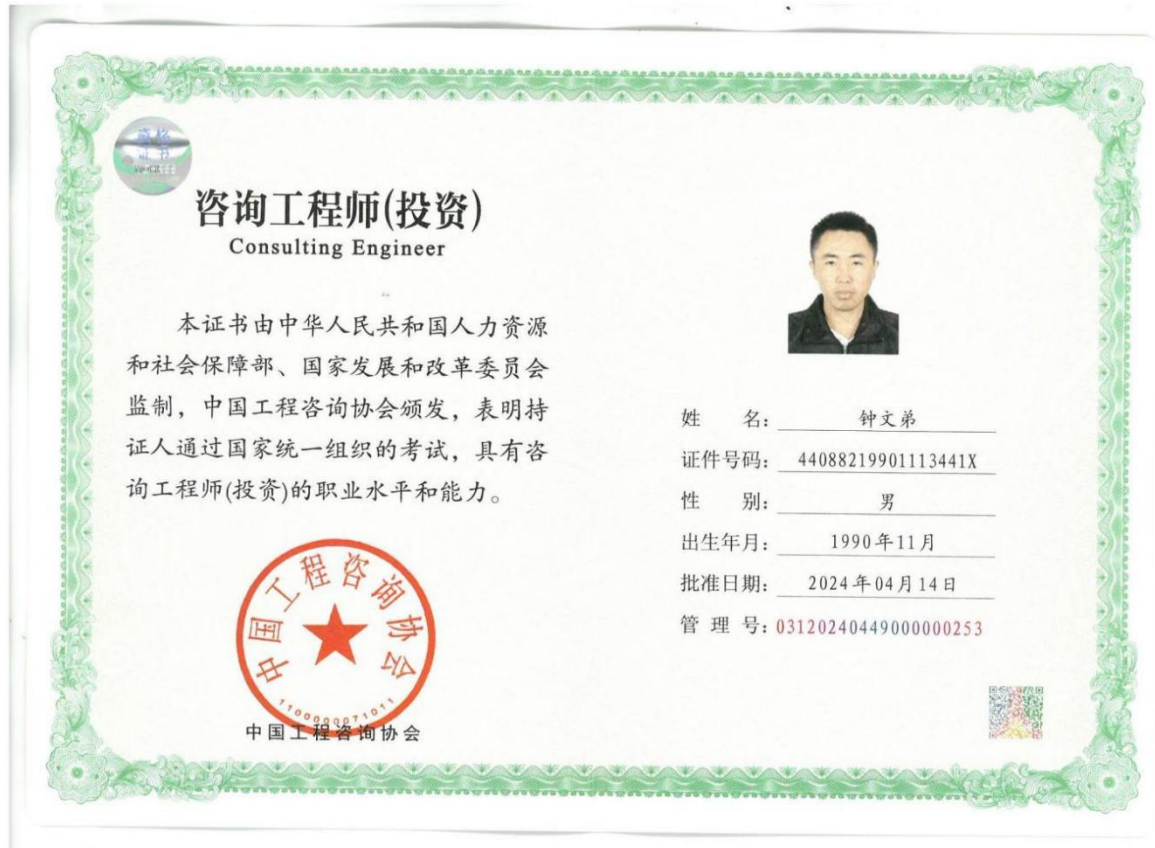 咨询工程师(投资)
Consulting Engineer
本证书由中华人民共和国人力资源
和社会保障部、国家发展和改革委员会
监制，中国工程咨询协会颁发，表明持
证人通过国家统一组织的考试，具有咨
询工程师(投资)的职业水平和能力。
中国工程咨询协会
1100000071011
中国工程咨询协会
姓 名：钟文弟
证件号码：44088219901113441X
性 别：男
出生年月：1990年11月
批准日期：2024年04月14日
管 理 号：03120240449000000253